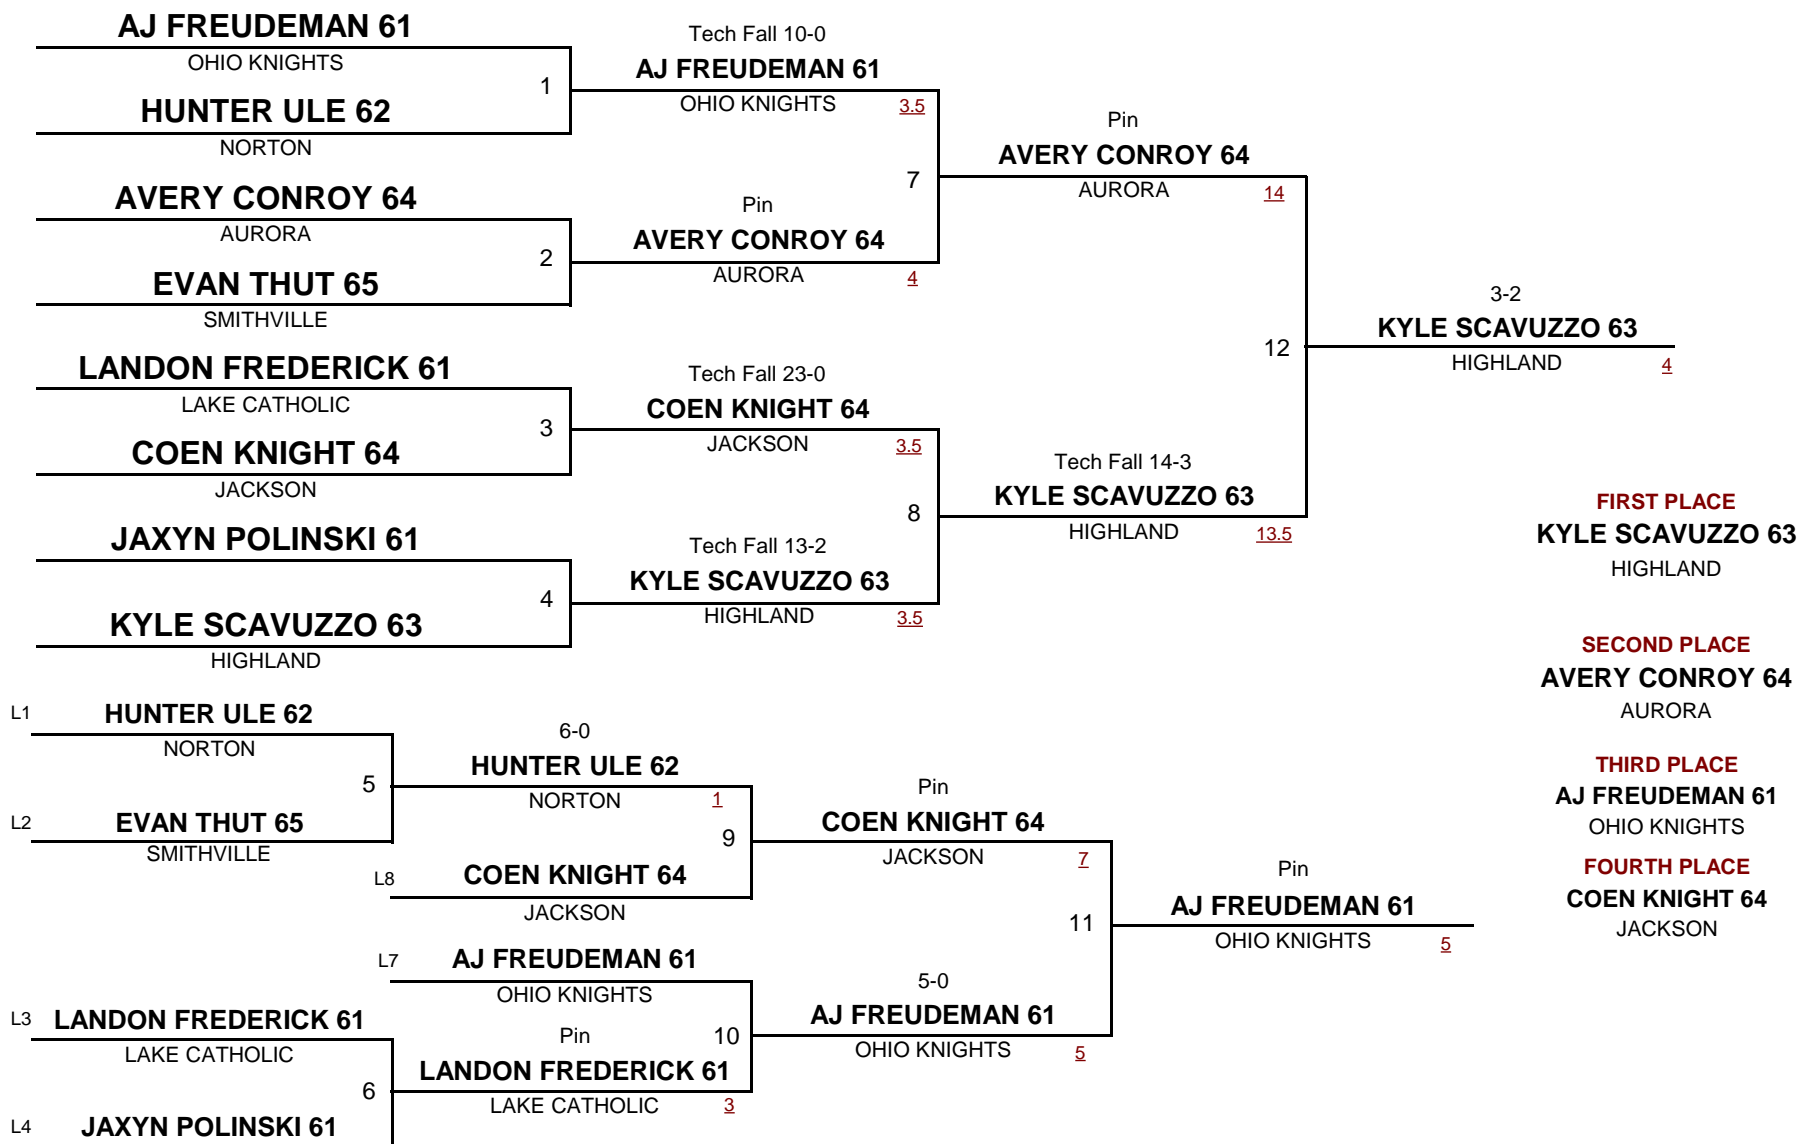 AJ FREUDEMAN 61
OHIO KNIGHTS
1
HUNTER ULE 62
NORTON
AVERY CONROY 64
AURORA
2
EVAN THUT 65
SMITHVILLE
LANDON FREDERICK 61
LAKE CATHOLIC
3
COEN KNIGHT 64
JACKSON
JAXYN POLINSKI 61
4
KYLE SCAVUZZO 63
HIGHLAND
Tech Fall 10-0
AJ FREUDEMAN 61
OHIO KNIGHTS 3.5
7
Pin
AVERY CONROY 64
AURORA 4
Tech Fall 23-0
COEN KNIGHT 64
JACKSON 3.5
8
Tech Fall 13-2
KYLE SCAVUZZO 63
HIGHLAND 3.5
Pin
AVERY CONROY 64
AURORA 14
12
Tech Fall 14-3
KYLE SCAVUZZO 63
HIGHLAND 13.5
3-2
KYLE SCAVUZZO 63
HIGHLAND 4
FIRST PLACE
KYLE SCAVUZZO 63
HIGHLAND
SECOND PLACE
AVERY CONROY 64
AURORA
THIRD PLACE
AJ FREUDEMAN 61
OHIO KNIGHTS
FOURTH PLACE
COEN KNIGHT 64
JACKSON
L1 HUNTER ULE 62
NORTON
5
L2 EVAN THUT 65
SMITHVILLE
6-0
HUNTER ULE 62
NORTON 1
9
L8 COEN KNIGHT 64
JACKSON
L7 AJ FREUDEMAN 61
OHIO KNIGHTS
10
L3 LANDON FREDERICK 61
LAKE CATHOLIC
6
L4 JAXYN POLINSKI 61
Pin
LANDON FREDERICK 61
LAKE CATHOLIC 3
Pin
COEN KNIGHT 64
JACKSON 7
11
5-0
AJ FREUDEMAN 61
OHIO KNIGHTS 5
Pin
AJ FREUDEMAN 61
OHIO KNIGHTS 5